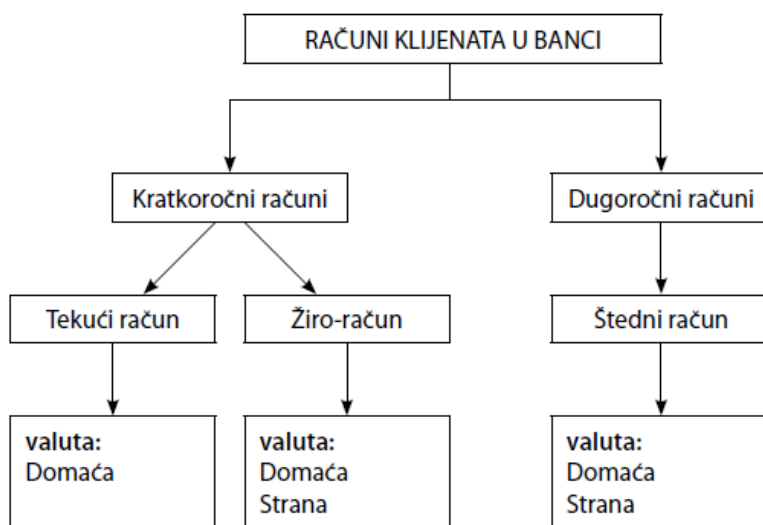 RAČUNI KLIJENATA U BANCI
Kratkoročni računi
Dugoročni računi
Tekući račun
Žiro-račun
Štedni račun
valuta:
Domaća
valuta:
Domaća
Strana
valuta:
Domaća
Strana